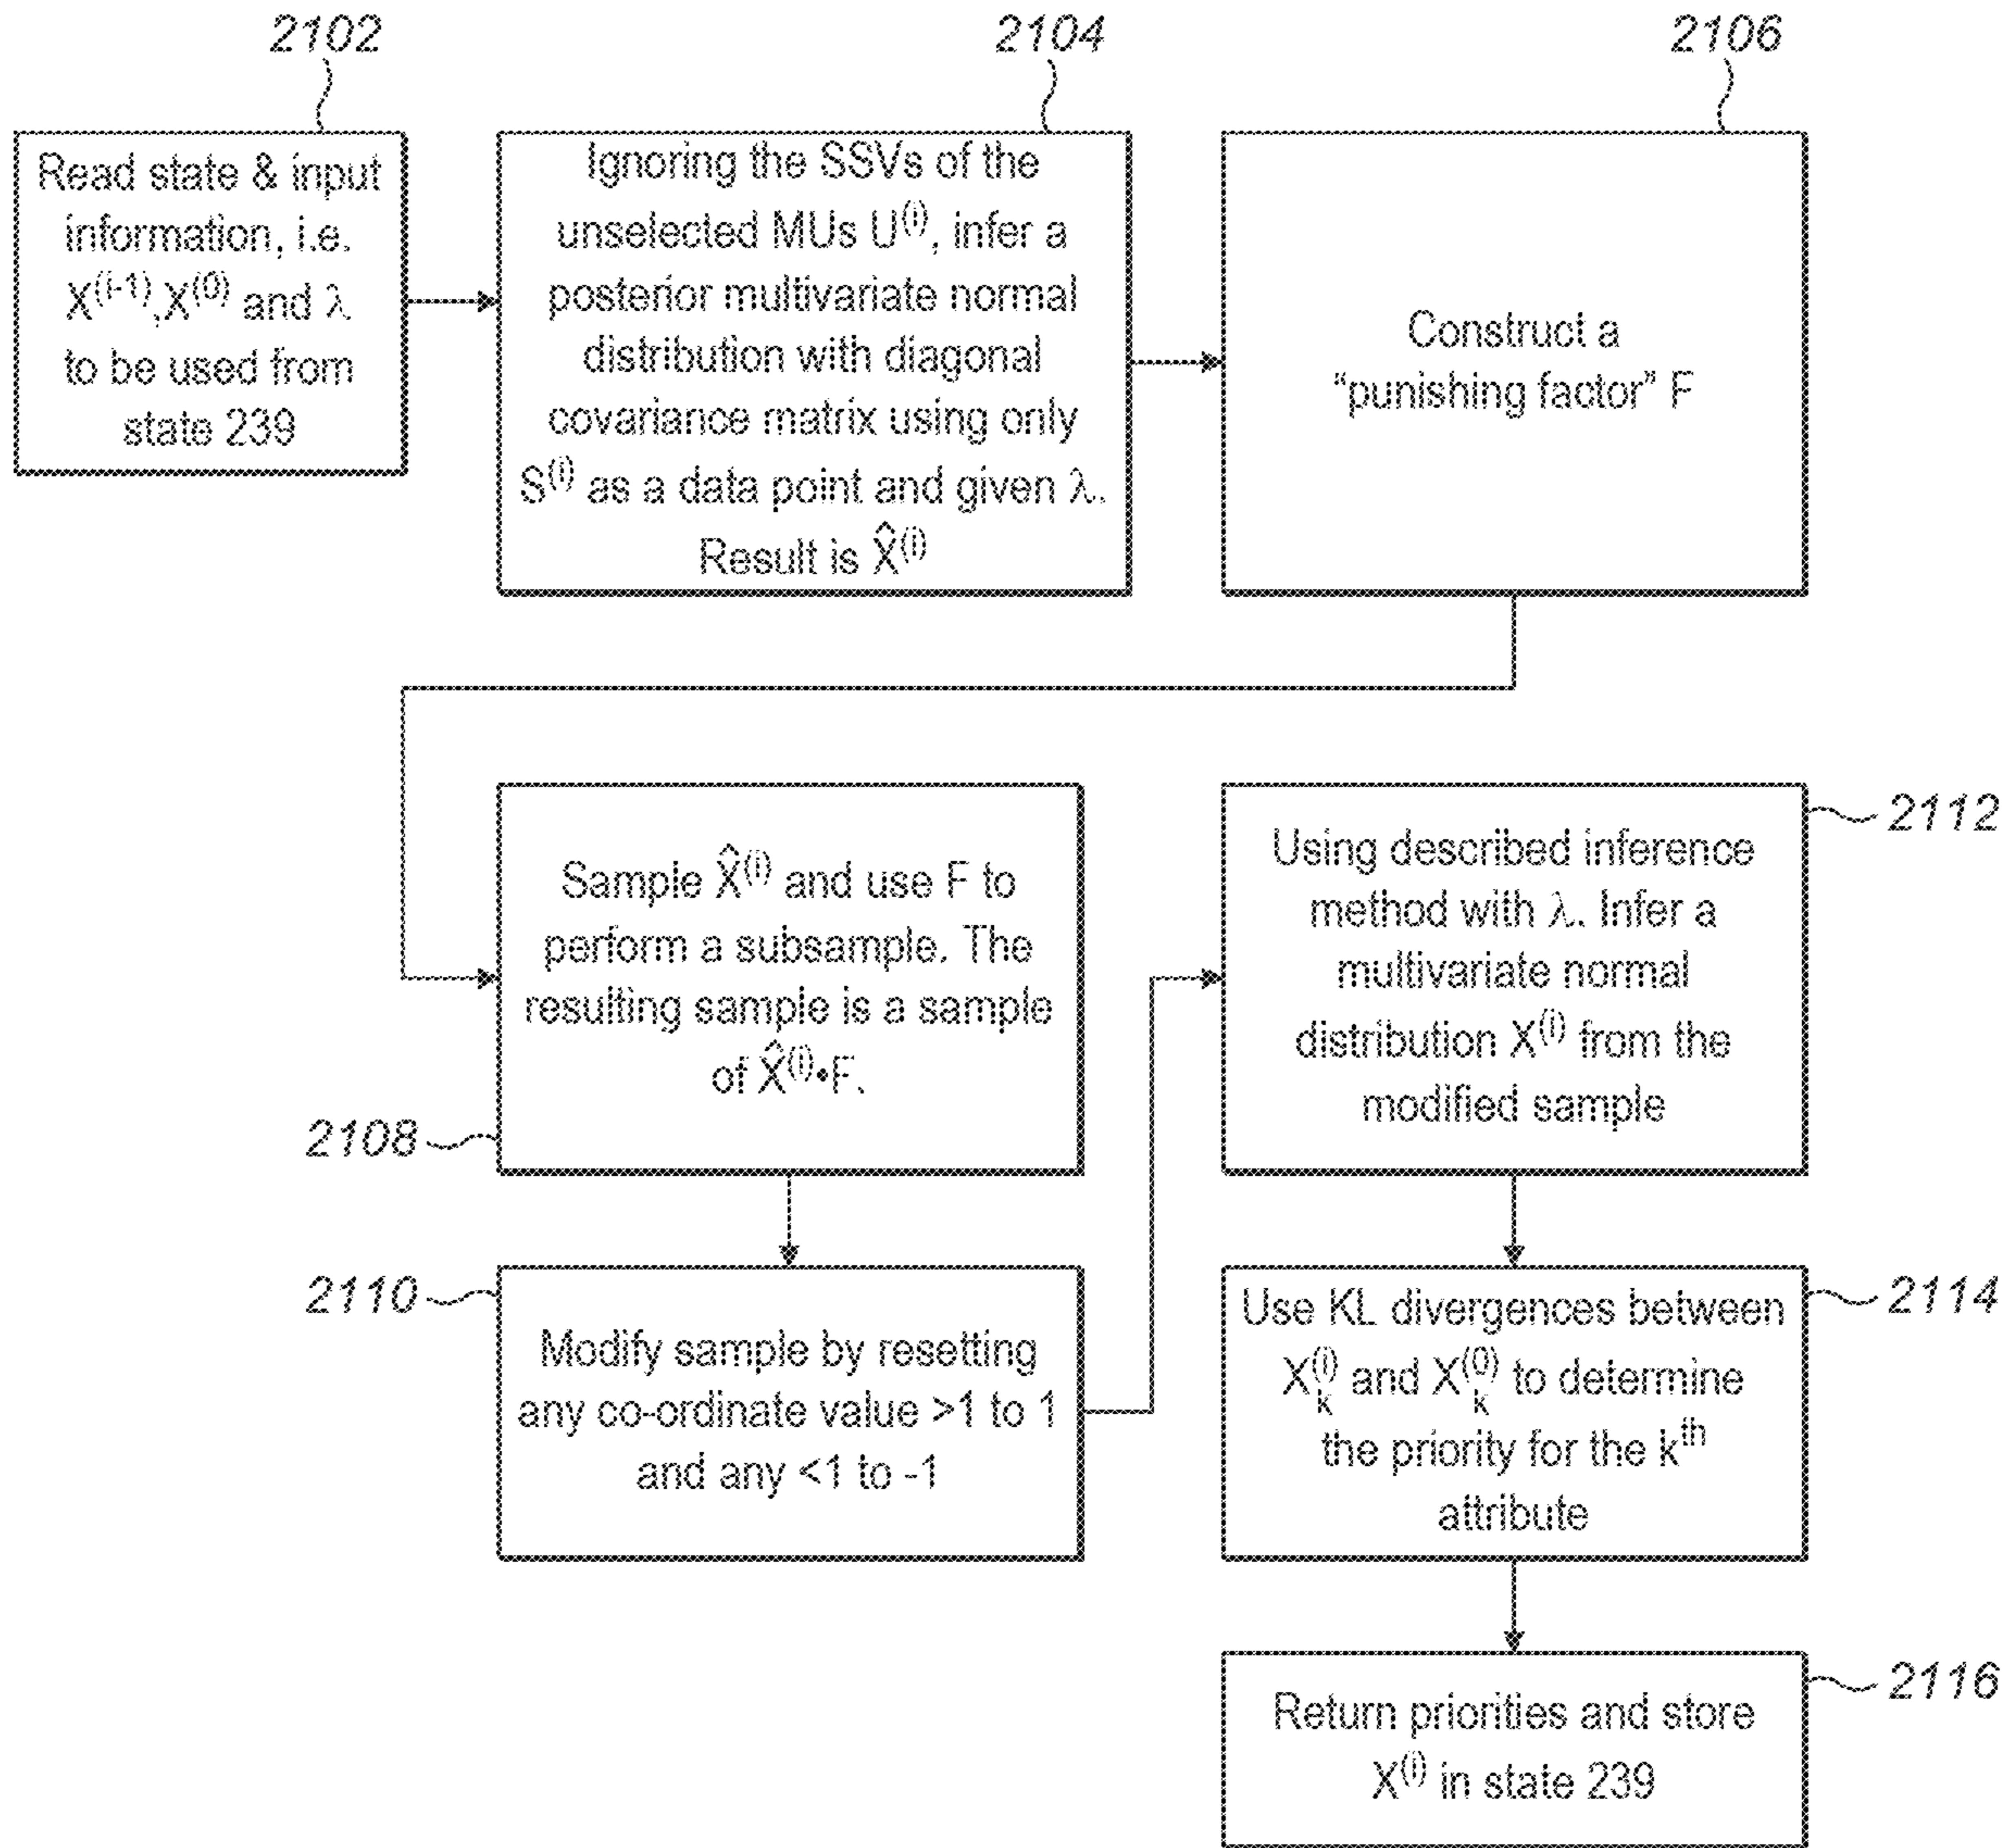 2102
Read state & input
information, i.e.
X^(i-1),X^(0) and λ
to be used from
state 239
2104
Ignoring the SSVs of the
unselected MUs U^(i), infer a
posterior multivariate normal
distribution with diagonal
covariance matrix using only
S^(i) as a data point and given λ.
Result is X̂^(i)
2106
Construct a
“punishing factor” F
Sample X̂^(i) and use F to
perform a subsample. The
resulting sample is a sample
of X̂^(i)•F.
2108
2110
Modify sample by resetting
any co-ordinate value >1 to 1
and any <1 to -1
2112
Using described inference
method with λ. Infer a
multivariate normal
distribution X^(i) from the
modified sample
2114
Use KL divergences between
X_k^(i) and X_k^(0) to determine
the priority for the k^th
attribute
2116
Return priorities and store
X^(i) in state 239